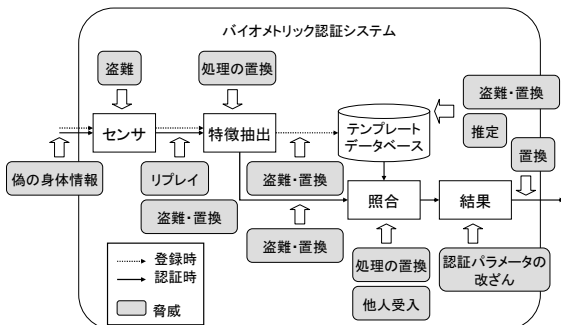 バイオメトリック認証システム
盗難
処理の置換
盗難・置換
推定
センサ
特徴抽出
テンプレート
データベース
置換
偽の身体情報
リプレイ
盗難・置換
盗難・置換
照合
結果
盗難・置換
処理の置換
他人受入
認証パラメータの
改ざん
登録時
認証時
脅威